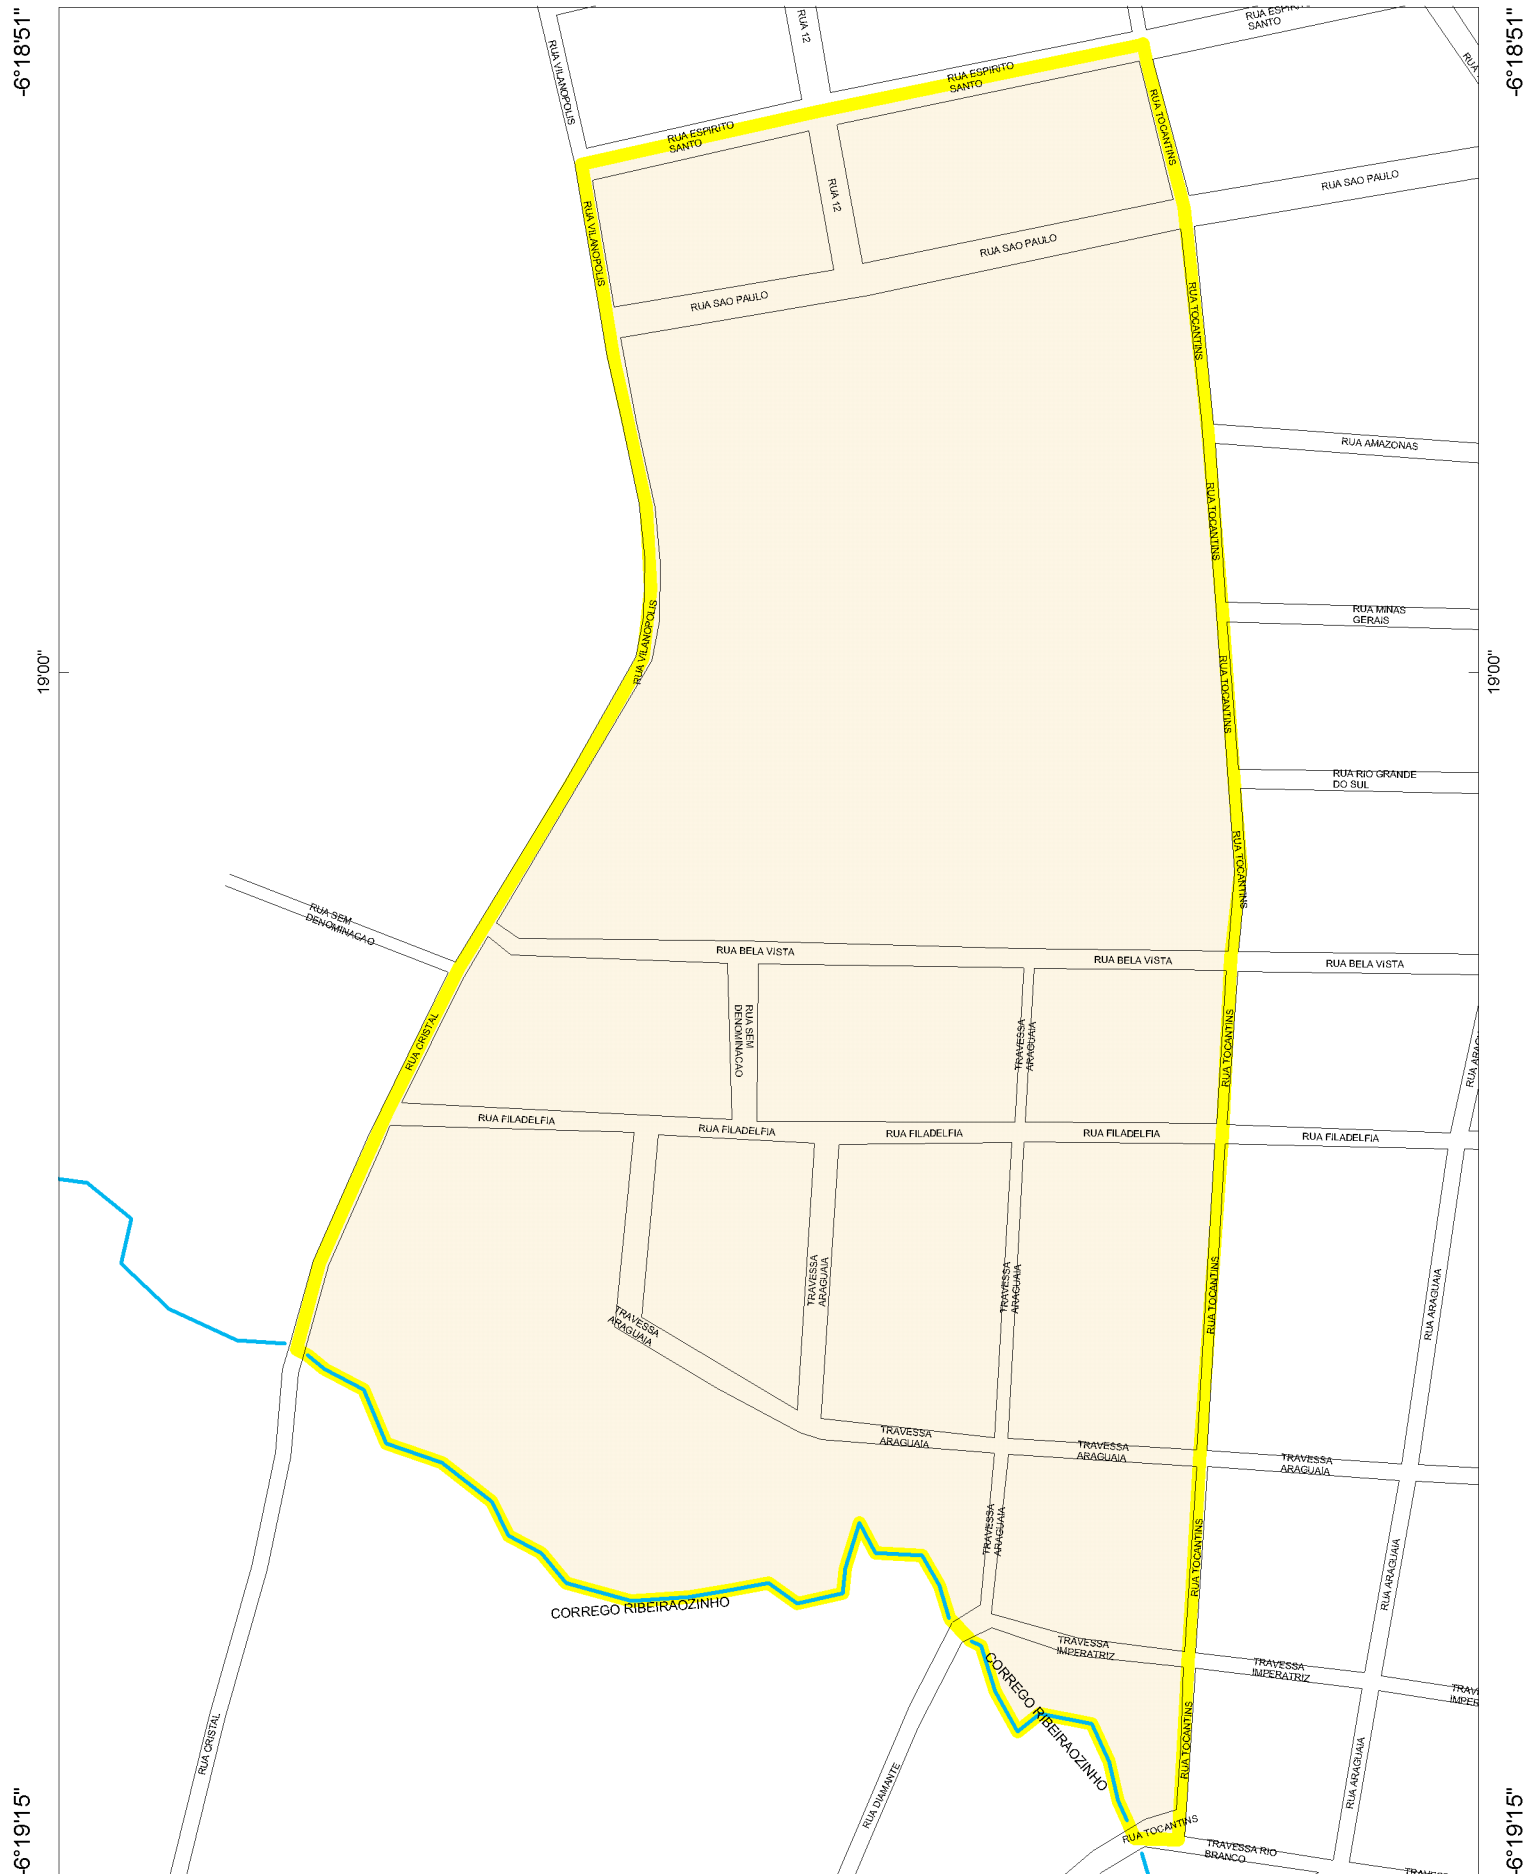 -6°18'51"
-6°18'51"
RUA ESPIRITO
SANTO
RUA 12
RUA VILANOPOLIS
RUA
RUA ESPIRITO
SANTO
RUA TOCANTINS
RUA ESPIRITO
SANTO
RUA SAO PAULO
RUA 12
RUA VILANOPOLIS
RUA SAO PAULO
RUA SAO PAULO
RUA TOCANTINS
RUA AMAZONAS
RUA TOCANTINS
RUA MINAS
GERAIS
RUA VILANOPOLIS
19'00"
19'00"
RUA TOCANTINS
RUA RIO GRANDE
DO SUL
RUA TOCANTINS
RUA SEM
DENOMINACAO
RUA BELA VISTA
RUA BELA VISTA
RUA BELA VISTA
RUA CRISTAL
RUA SEM
DENOMINACAO
TRAVESSA
ARAGUAIA
RUA TOCANTINS
RUA FILADELFIA
RUA FILADELFIA
RUA FILADELFIA
RUA FILADELFIA
RUA FILADELFIA
TRAVESSA
ARAGUAIA
TRAVESSA
ARAGUAIA
RUA TOCANTINS
RUA ARAGUAIA
TRAVESSA
ARAGUAIA
TRAVESSA
ARAGUAIA
TRAVESSA
ARAGUAIA
TRAVESSA
ARAGUAIA
TRAVESSA
ARAGUAIA
RUA TOCANTINS
RUA ARAGUAIA
CORREGO RIBEIRAOZINHO
TRAVESSA
IMPERATRIZ
TRAVESSA
IMPERATRIZ
CORREGO RIBEIRAOZINHO
RUA TOCANTINS
RUA CRISTAL
RUA DIAMANTE
RUA ARAGUAIA
RUA TOCANTINS
TRAVESSA RIO
BRANCO
-6°19'15"
-6°19'15"